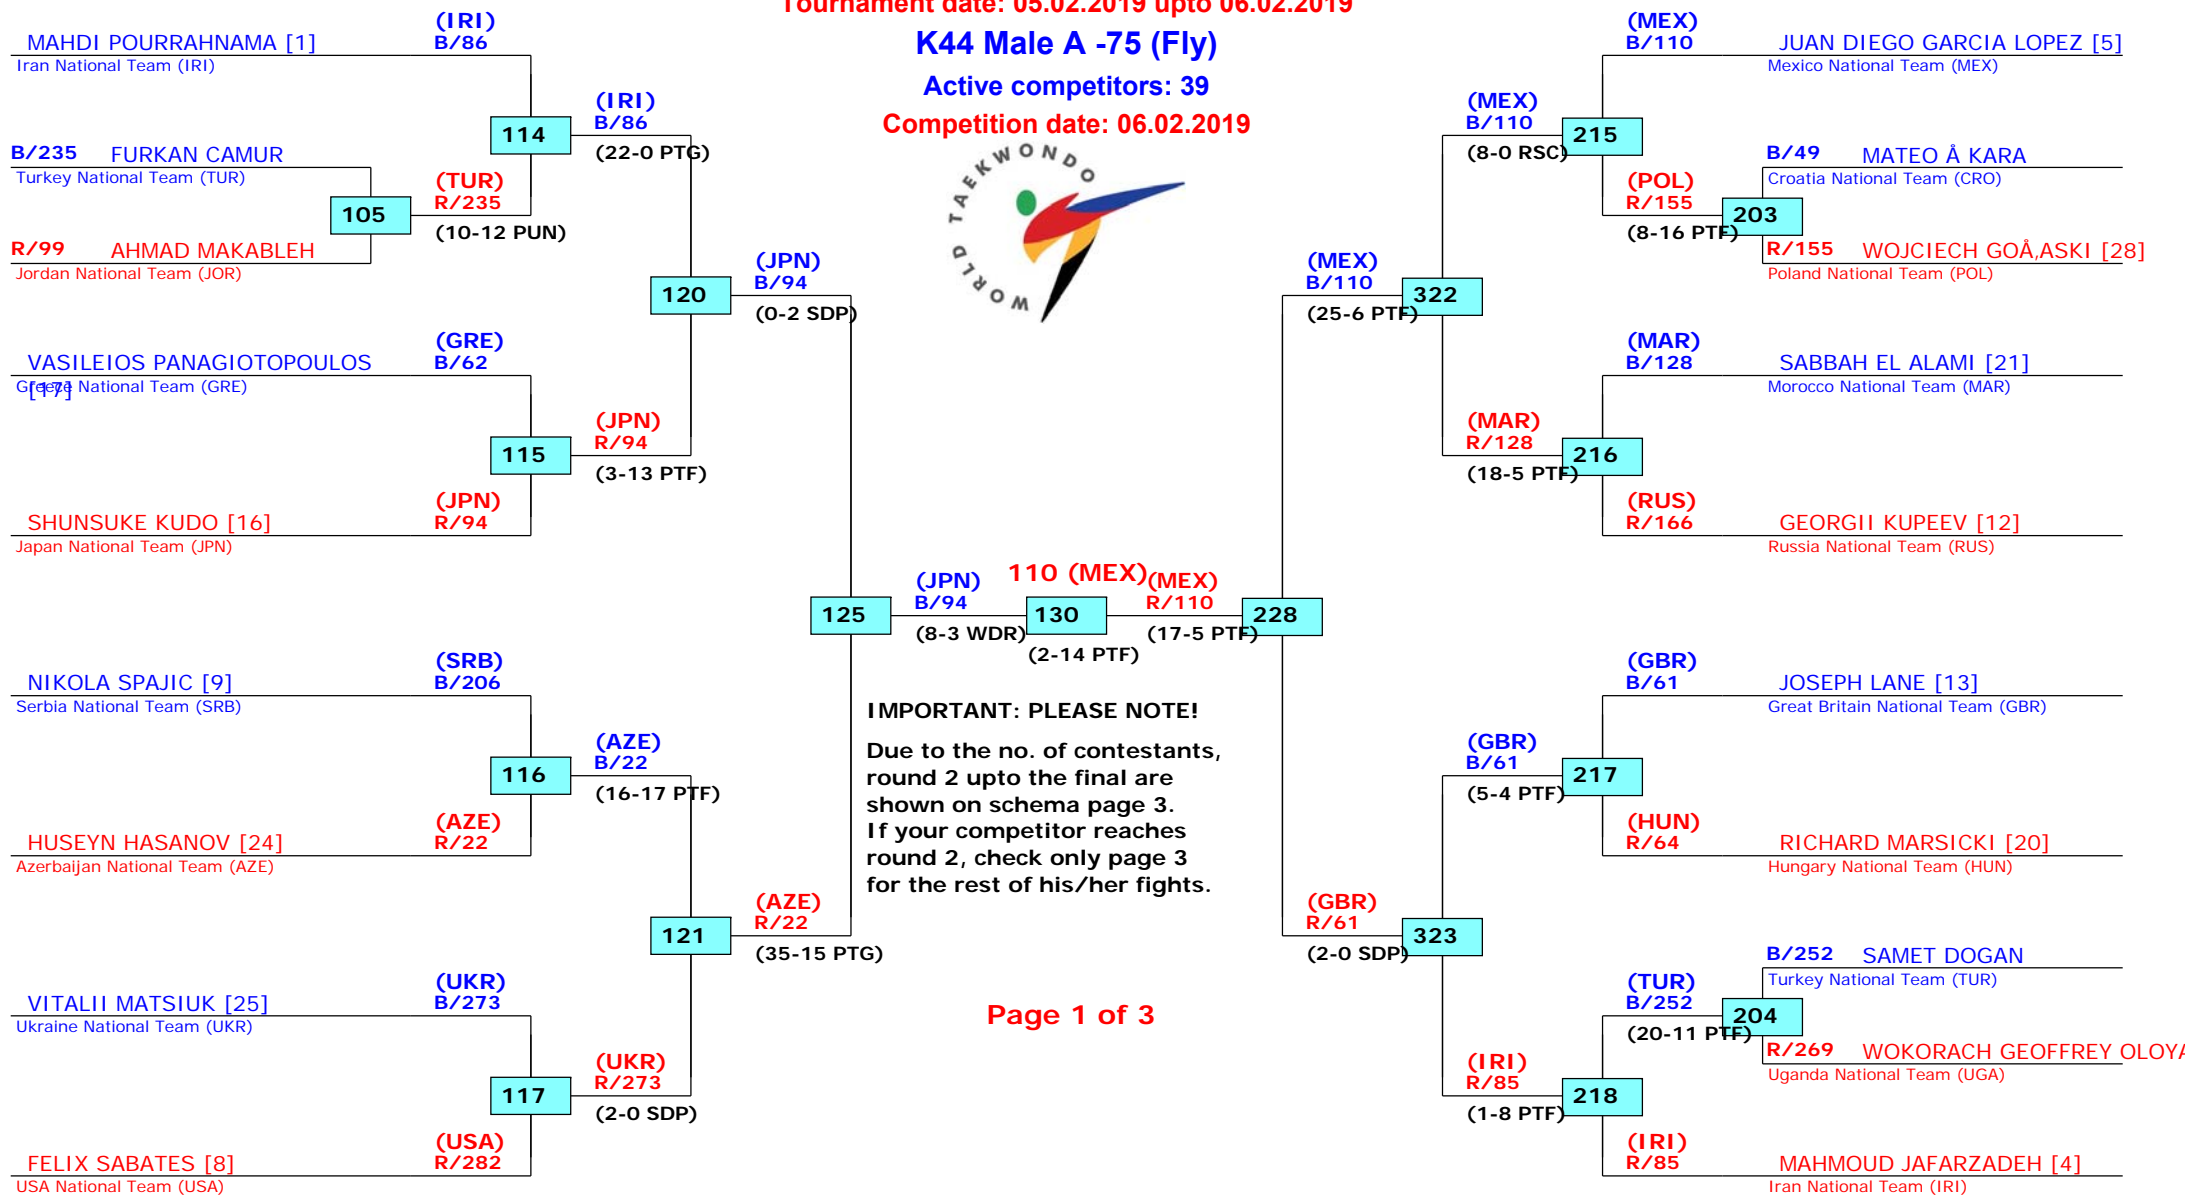 Tournament date: 05.02.2019 upto 06.02.2019
K44 Male A -75 (Fly)
Active competitors: 39
Competition date: 06.02.2019
WORLD TAEKWONDO
(IRI)
MAHDI POURRAHNAMA [1] B/86
Iran National Team (IRI)
(IRI)
B/86
114
(22-0 PTG)
B/235 FURKAN CAMUR
Turkey National Team (TUR)
(TUR)
R/235
105
(10-12 PUN)
R/99 AHMAD MAKABLEH
Jordan National Team (JOR)
(JPN)
B/94
120
(0-2 SDP)
(GRE)
VASILEIOS PANAGIOTOPOULOS B/62
[17]
Greece National Team (GRE)
(JPN)
R/94
115
(3-13 PTF)
(JPN)
SHUNSUKE KUDO [16] R/94
Japan National Team (JPN)
(JPN)
B/94
125
(8-3 WDR)
110 (MEX)
130
(2-14 PTF)
(MEX)
R/110
228
(17-5 PTF)
(SRB)
NIKOLA SPAJIC [9] B/206
Serbia National Team (SRB)
(AZE)
B/22
116
(16-17 PTF)
(AZE)
HUSEYN HASANOV [24] R/22
Azerbaijan National Team (AZE)
(AZE)
R/22
121
(35-15 PTG)
(UKR)
VITALII MATSIUK [25] B/273
Ukraine National Team (UKR)
(UKR)
R/273
117
(2-0 SDP)
(USA)
FELIX SABATES [8] R/282
USA National Team (USA)
IMPORTANT: PLEASE NOTE!
Due to the no. of contestants,
round 2 upto the final are
shown on schema page 3.
If your competitor reaches
round 2, check only page 3
for the rest of his/her fights.
Page 1 of 3
(MEX)
B/110 JUAN DIEGO GARCIA LOPEZ [5]
Mexico National Team (MEX)
(MEX)
B/110
215
(8-0 RSC)
B/49 MATEO Å KARA
Croatia National Team (CRO)
(POL)
R/155
203
(8-16 PTF)
R/155 WOJCIECH GOÅ‚ASKI [28]
Poland National Team (POL)
(MEX)
B/110
322
(25-6 PTF)
(MAR)
B/128 SABBAH EL ALAMI [21]
Morocco National Team (MAR)
(MAR)
R/128
216
(18-5 PTF)
(RUS)
R/166 GEORGII KUPEEV [12]
Russia National Team (RUS)
(GBR)
B/61 JOSEPH LANE [13]
Great Britain National Team (GBR)
(GBR)
B/61
217
(5-4 PTF)
(HUN)
R/64 RICHARD MARSICKI [20]
Hungary National Team (HUN)
(GBR)
R/61
323
(2-0 SDP)
B/252 SAMET DOGAN
Turkey National Team (TUR)
(TUR)
B/252
204
(20-11 PTF)
R/269 WOKORACH GEOFFREY OLOYA
Uganda National Team (UGA)
(IRI)
R/85
218
(1-8 PTF)
(IRI)
R/85 MAHMOUD JAFARZADEH [4]
Iran National Team (IRI)